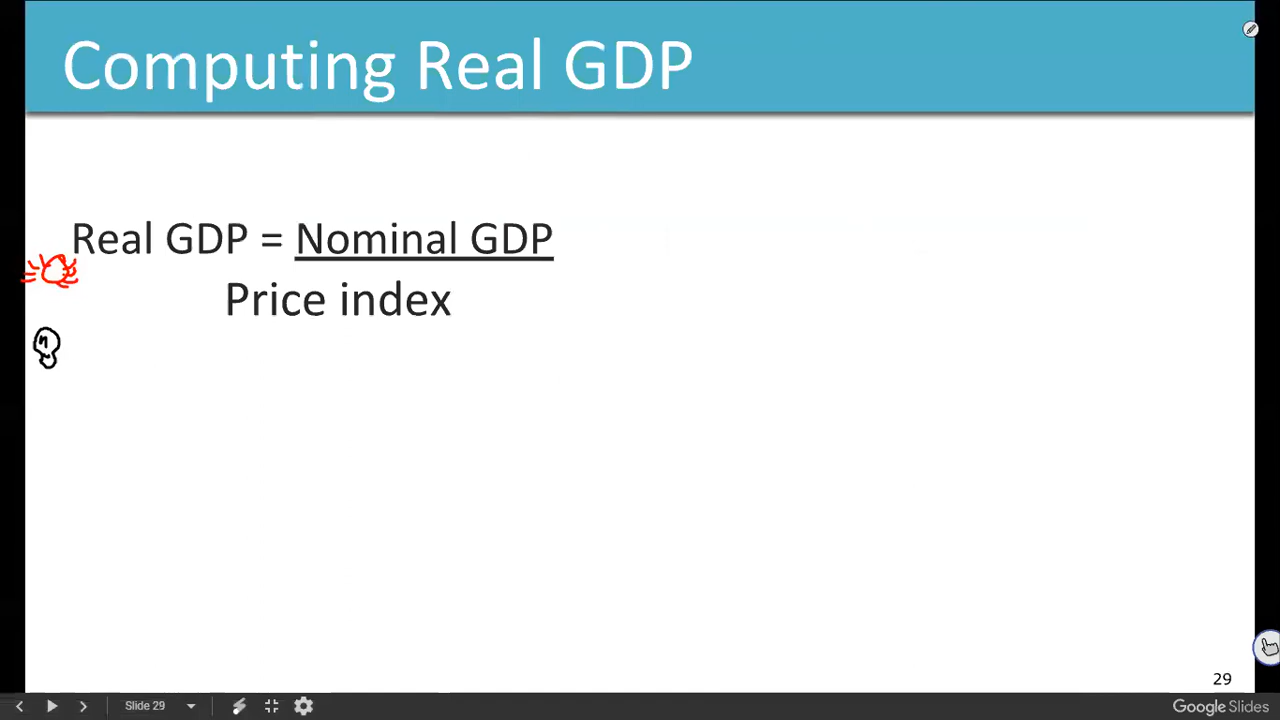 Computing Real GDP
Real GDP = Nominal GDP
Price index
29
Slide 29
Google Slides